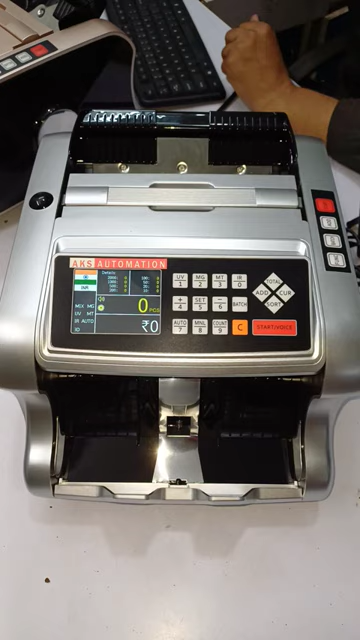 AKS AUTOMATION
Details
INR
MIX MG
UV MT
IR AUTO
ID
0 PCS
₹0
UV 1
MG 2
MT 3
IR 0
+ 4
SET 5
− 6
BATCH
AUTO 7
MNL 8
COUNT 9
C
TOTAL
ADD
CUR
SORT
START/VOICE